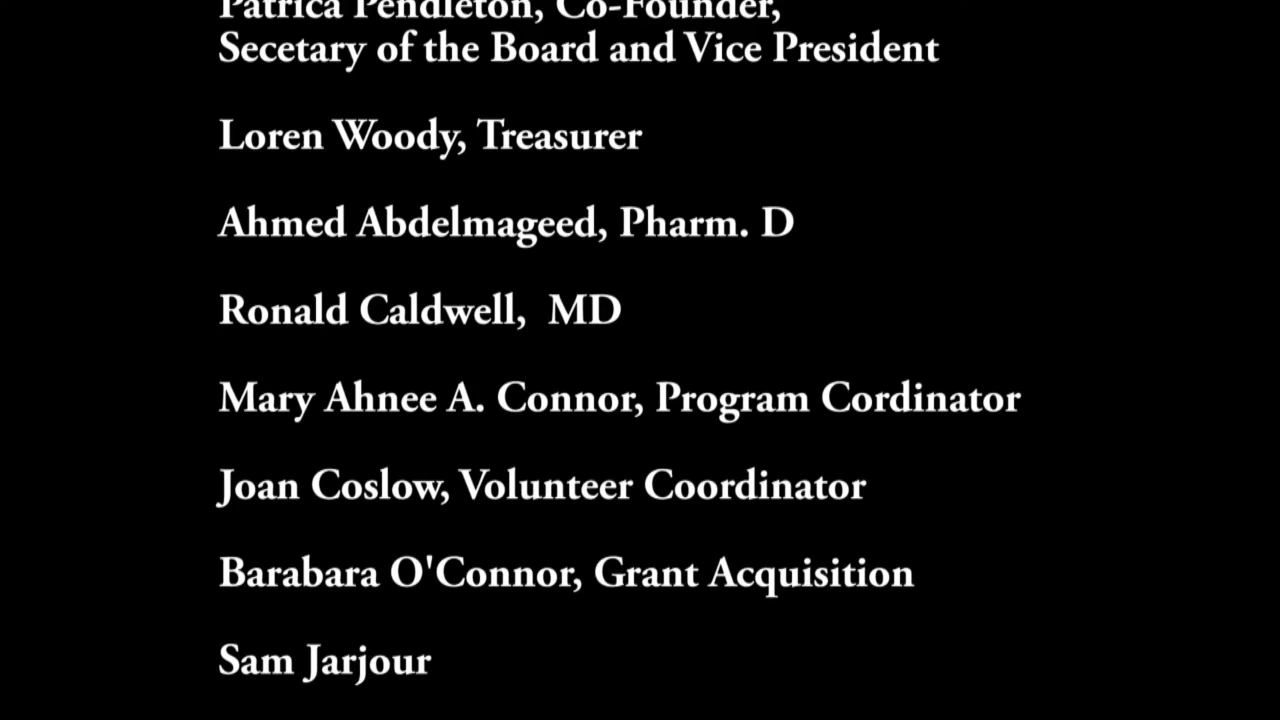 Patrica Pendleton, Co-Founder,
Secetary of the Board and Vice President
Loren Woody, Treasurer
Ahmed Abdelmageed, Pharm. D
Ronald Caldwell,  MD
Mary Ahnee A. Connor, Program Cordinator
Joan Coslow, Volunteer Coordinator
Barabara O'Connor, Grant Acquisition
Sam Jarjour